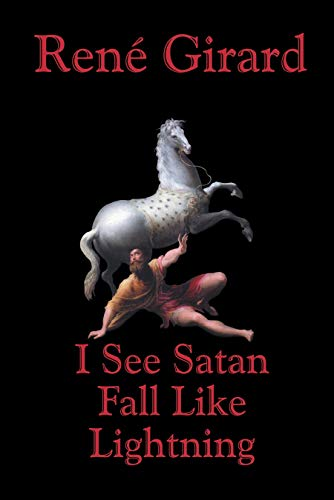 René Girard
I See Satan
Fall Like
Lightning